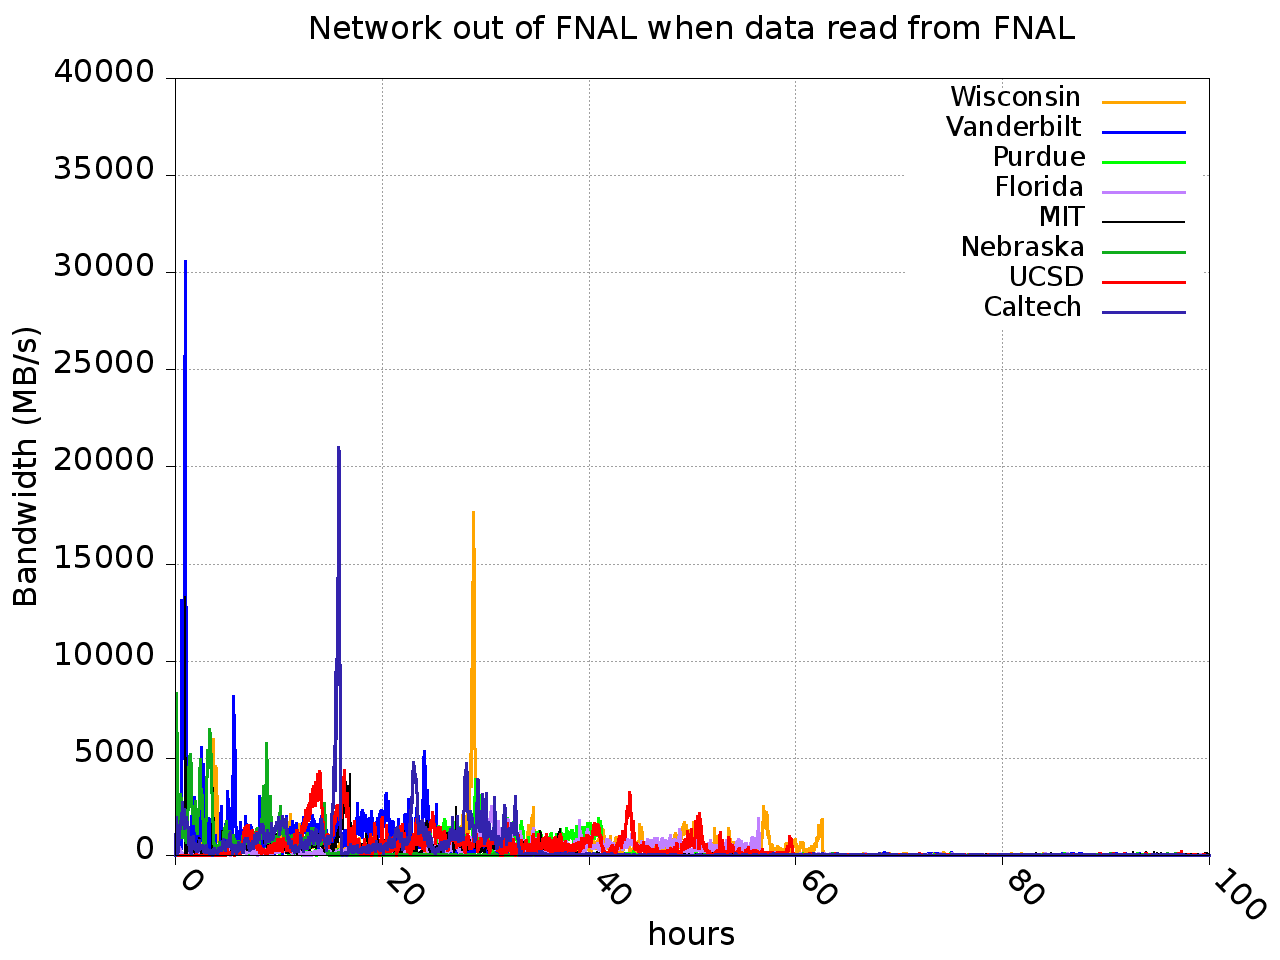 Network out of FNAL when data read from FNAL
40000
35000
30000
25000
20000
15000
10000
5000
0
Bandwidth (MB/s)
Wisconsin
Vanderbilt
Purdue
Florida
MIT
Nebraska
UCSD
Caltech
0
20
40
60
80
100
hours